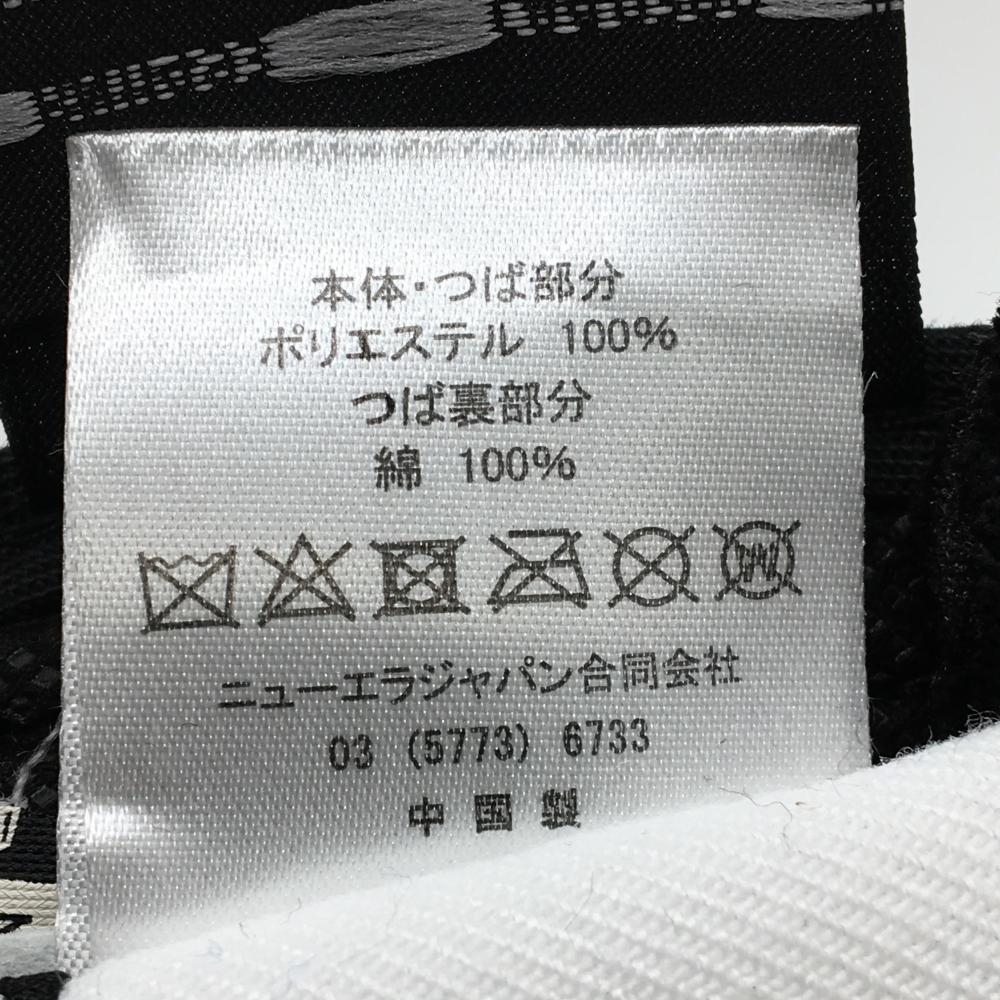 本体・つば部分
ポリエステル 100%
つば裏部分
綿 100%
ニューエラジャパン合同会社
03 (5773) 6733
中国製